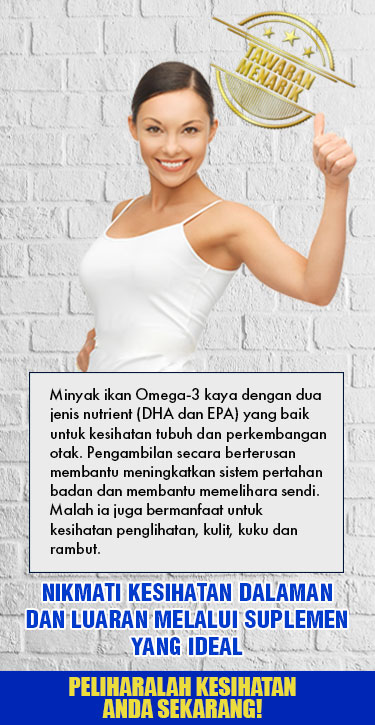 TAWARAN
MENARIK
Minyak ikan Omega-3 kaya dengan dua
jenis nutrient (DHA dan EPA) yang baik
untuk kesihatan tubuh dan perkembangan
otak. Pengambilan secara berterusan
membantu meningkatkan sistem pertahan
badan dan membantu memelihara sendi.
Malah ia juga bermanfaat untuk
kesihatan penglihatan, kulit, kuku dan
rambut.
NIKMATI KESIHATAN DALAMAN
DAN LUARAN MELALUI SUPLEMEN
YANG IDEAL
PELIHARALAH KESIHATAN
ANDA SEKARANG!